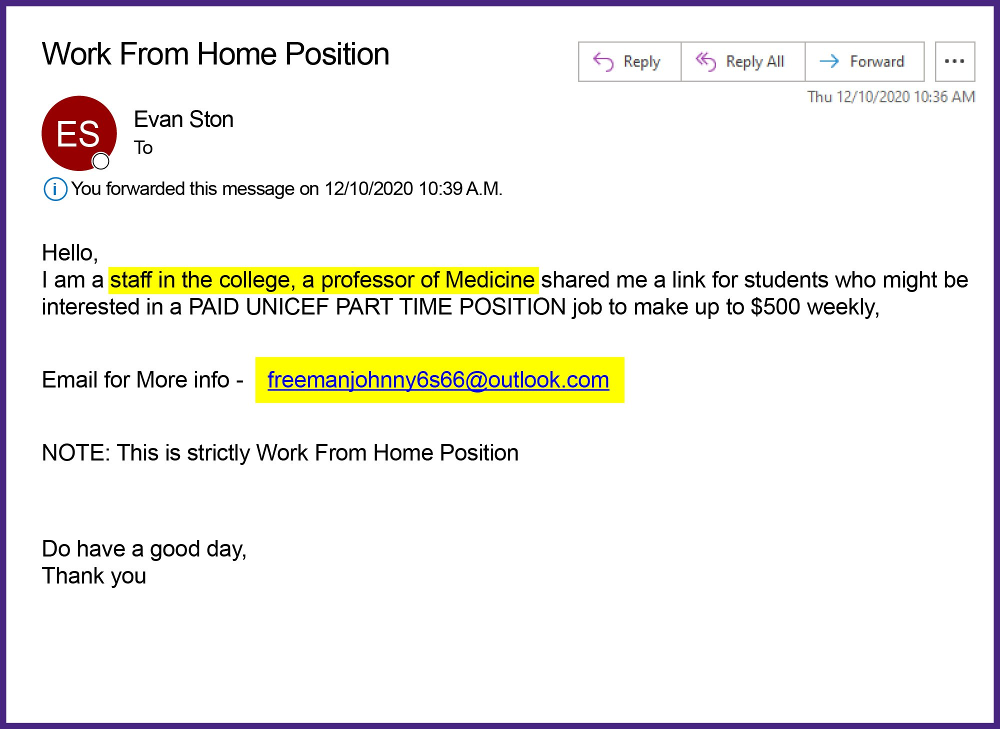 Work From Home Position
Reply
Reply All
Forward
Thu 12/10/2020 10:36 AM
ES
Evan Ston
To
i You forwarded this message on 12/10/2020 10:39 A.M.
Hello,
I am a staff in the college, a professor of Medicine shared me a link for students who might be
interested in a PAID UNICEF PART TIME POSITION job to make up to $500 weekly,
Email for More info - freemanjohnny6s66@outlook.com
NOTE: This is strictly Work From Home Position
Do have a good day,
Thank you